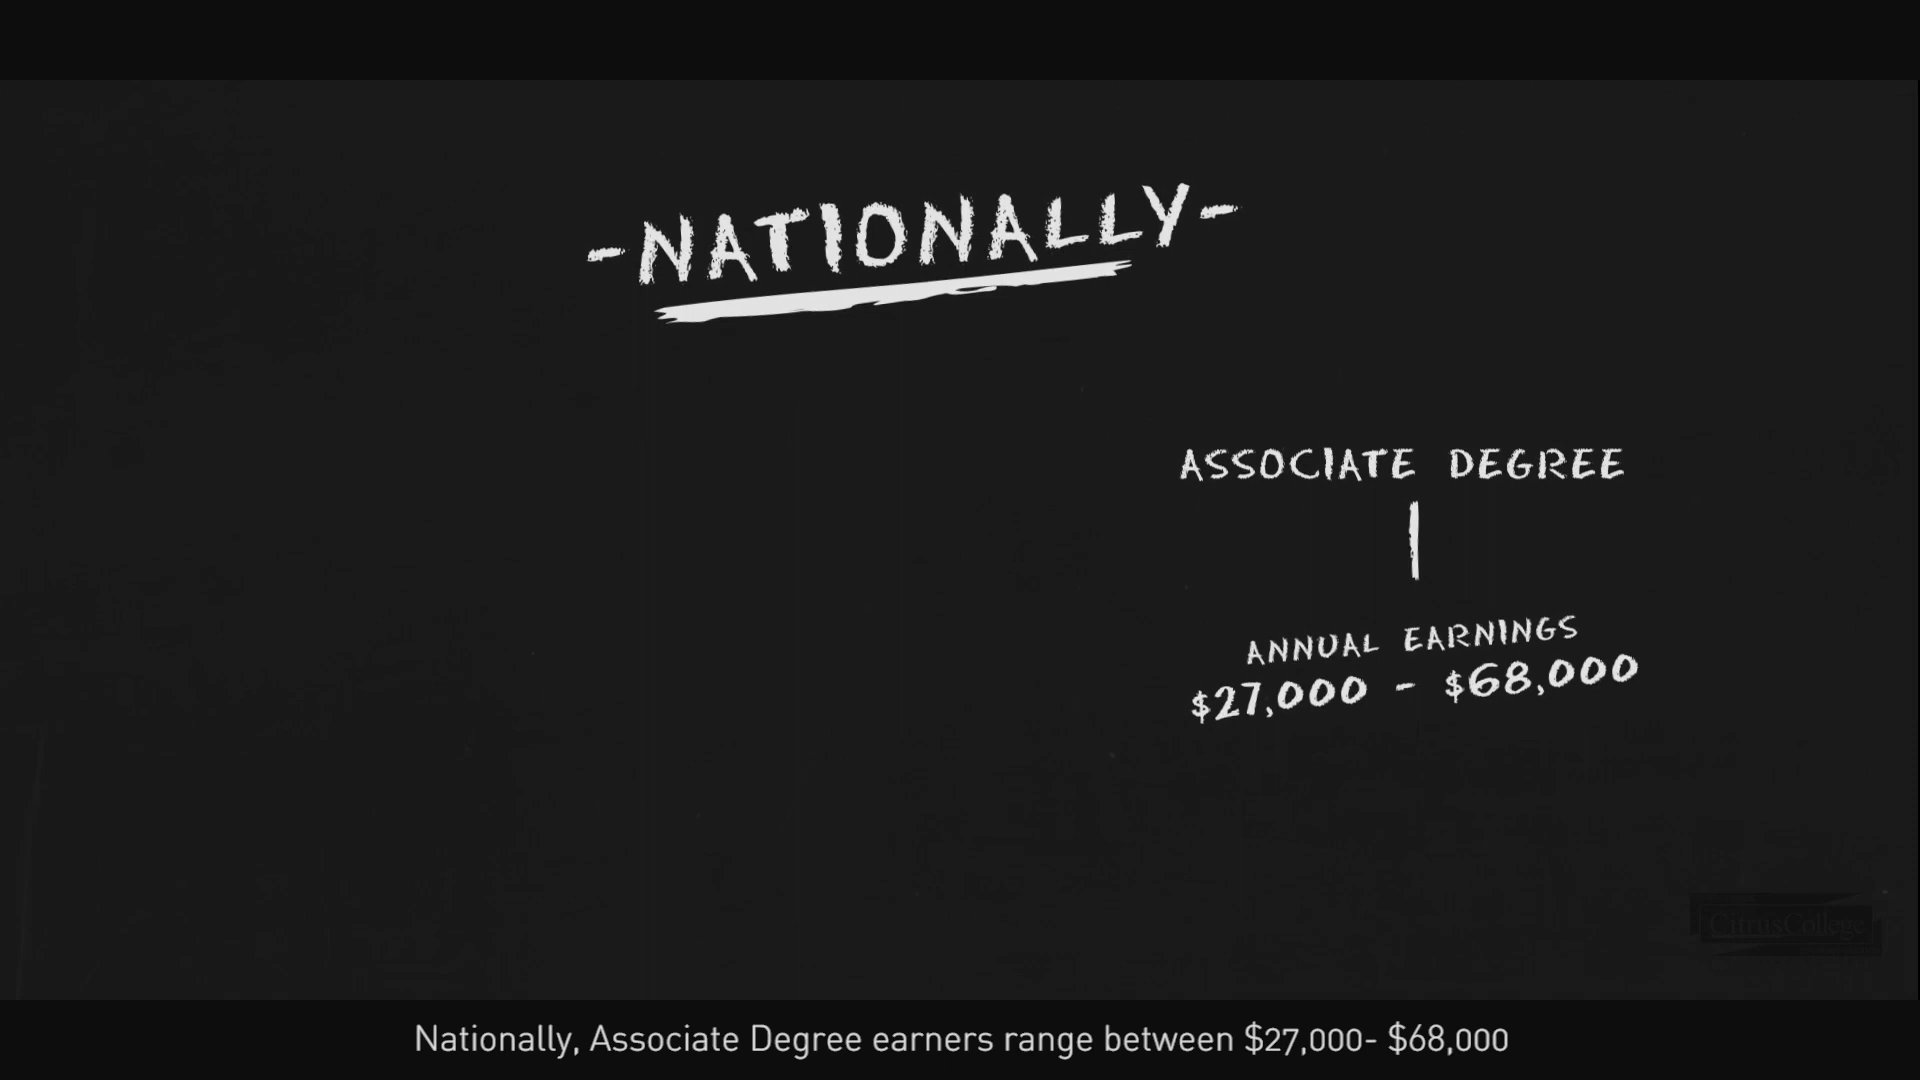 -NATIONALLY-
ASSOCIATE DEGREE
ANNUAL EARNINGS
$27,000 - $68,000
CitrusCollege
Nationally, Associate Degree earners range between $27,000- $68,000